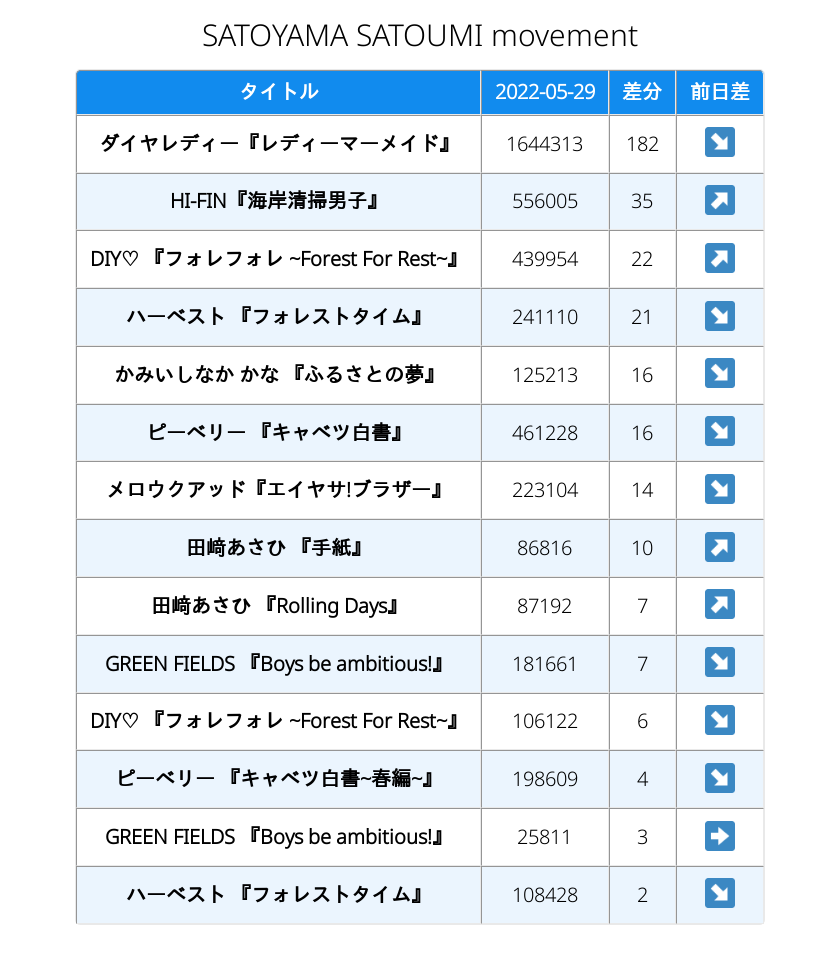 SATOYAMA SATOUMI movement
タイトル 2022-05-29 差分 前日差
ダイヤレディー『レディーマーメイド』 1644313 182 ↘
HI-FIN『海岸清掃男子』 556005 35 ↗
DIY♡ 『フォレフォレ ~Forest For Rest~』 439954 22 ↗
ハーベスト 『フォレストタイム』 241110 21 ↘
かみいしなか かな 『ふるさとの夢』 125213 16 ↘
ピーベリー 『キャベツ白書』 461228 16 ↘
メロウクアッド『エイヤサ!ブラザー』 223104 14 ↘
田﨑あさひ 『手紙』 86816 10 ↗
田﨑あさひ 『Rolling Days』 87192 7 ↗
GREEN FIELDS 『Boys be ambitious!』 181661 7 ↘
DIY♡ 『フォレフォレ ~Forest For Rest~』 106122 6 ↘
ピーベリー 『キャベツ白書~春編~』 198609 4 ↘
GREEN FIELDS 『Boys be ambitious!』 25811 3 ➡
ハーベスト 『フォレストタイム』 108428 2 ↘